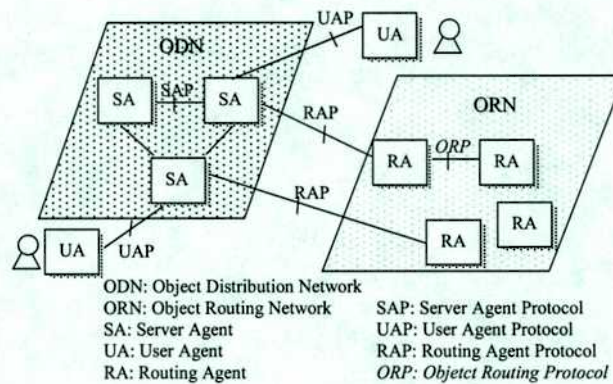 UAP
UA
ODN
SAP
SA
SA
RAP
ORN
RA
ORP
RA
SA
RAP
RA
RA
UA
UAP
ODN: Object Distribution Network
ORN: Object Routing Network
SA: Server Agent
UA: User Agent
RA: Routing Agent
SAP: Server Agent Protocol
UAP: User Agent Protocol
RAP: Routing Agent Protocol
ORP: Objetct Routing Protocol